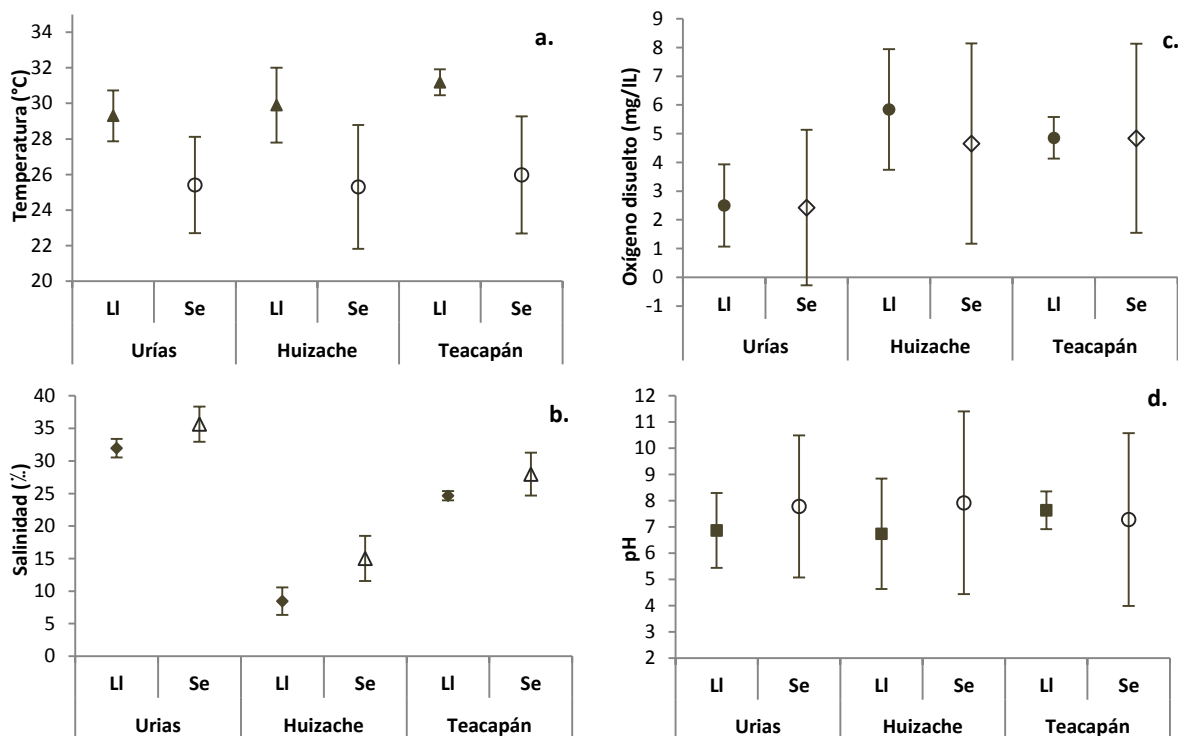 a.
Temperatura (°C)
34
32
30
28
26
24
22
20
Ll Se Ll Se Ll Se
Urías Huizache Teacapán
c.
Oxígeno disuelto (mg/lL)
9
8
7
6
5
4
3
2
1
0
-1
Ll Se Ll Se Ll Se
Urías Huizache Teacapán
b.
Salinidad (‰)
40
35
30
25
20
15
10
5
0
Ll Se Ll Se Ll Se
Urias Huizache Teacapán
d.
pH
12
11
10
9
8
7
6
5
4
3
2
Ll Se Ll Se Ll Se
Urias Huizache Teacapán